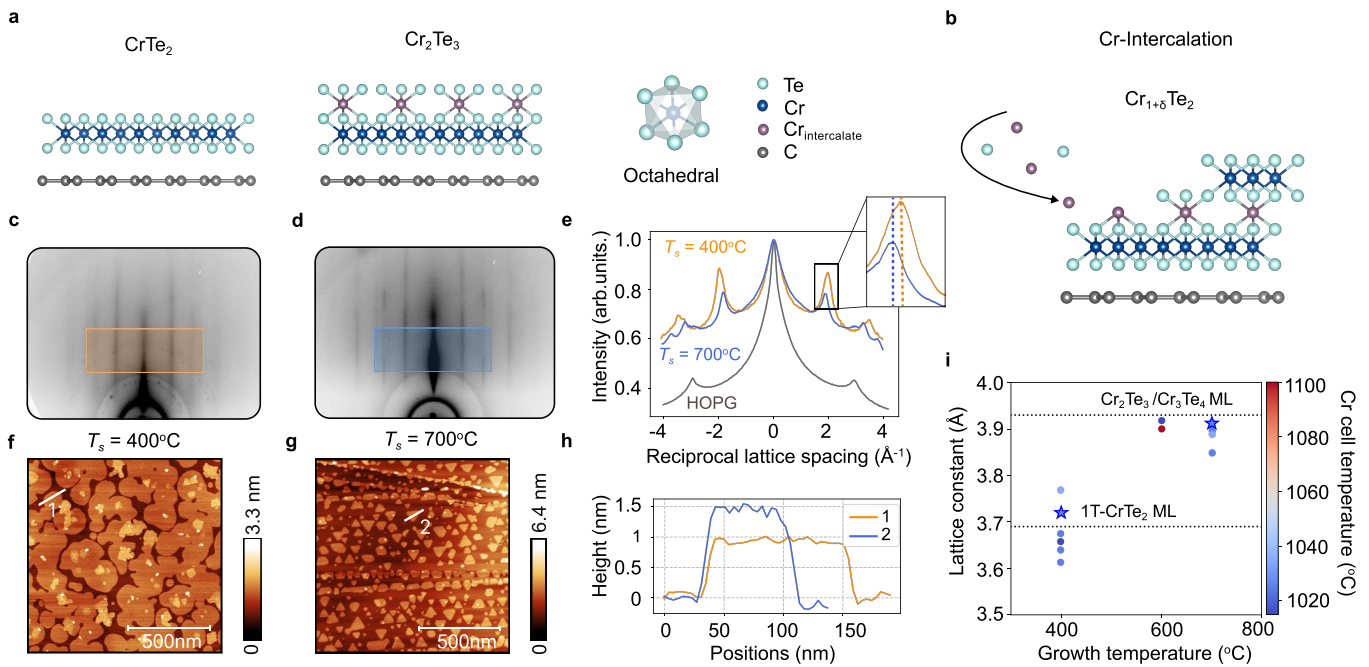 a
CrTe₂
Cr₂Te₃
Te
Cr
Cr_intercalate
C
Octahedral
b
Cr-Intercalation
Cr₁₊δTe₂
c
d
e
Tₛ = 400°C
Tₛ = 700°C
HOPG
1.0
0.8
0.6
0.4
Intensity (arb.units.)
-4
-2
0
2
4
Reciprocal lattice spacing (Å⁻¹)
f
Tₛ = 400°C
1
500nm
3.3 nm
0
g
Tₛ = 700°C
2
500nm
6.4 nm
0
h
1.5
1
0.5
0
Height (nm)
1
2
0
50
100
150
Positions (nm)
i
4.0
3.9
3.8
3.7
3.6
3.5
Lattice constant (Å)
Cr₂Te₃ /Cr₃Te₄ ML
1T-CrTe₂ ML
400
600
800
Growth temperature (°C)
1100
1080
1060
1040
1020
Cr cell temperature (°C)